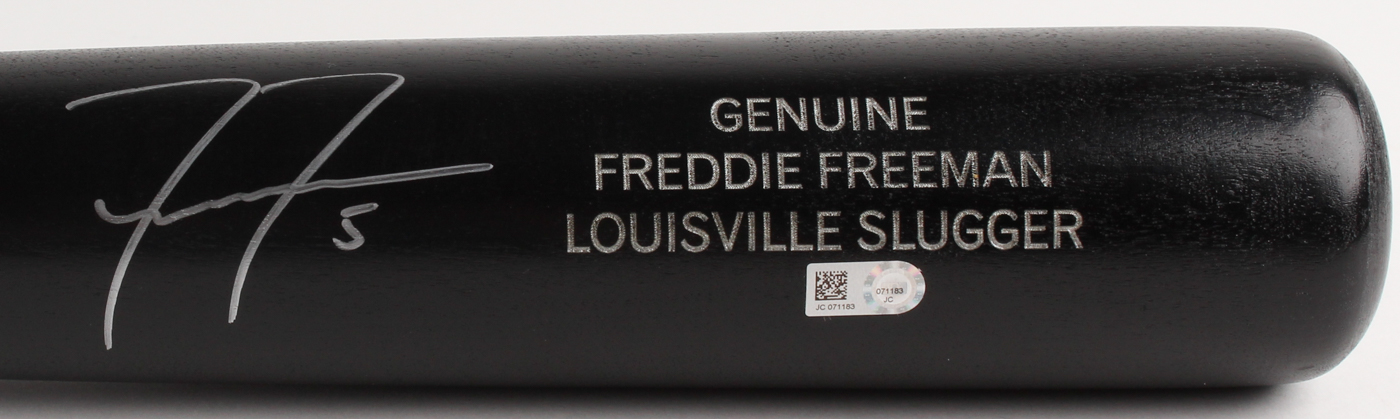 GENUINE
FREDDIE FREEMAN
LOUISVILLE SLUGGER
5
JC 071183
071183
JC